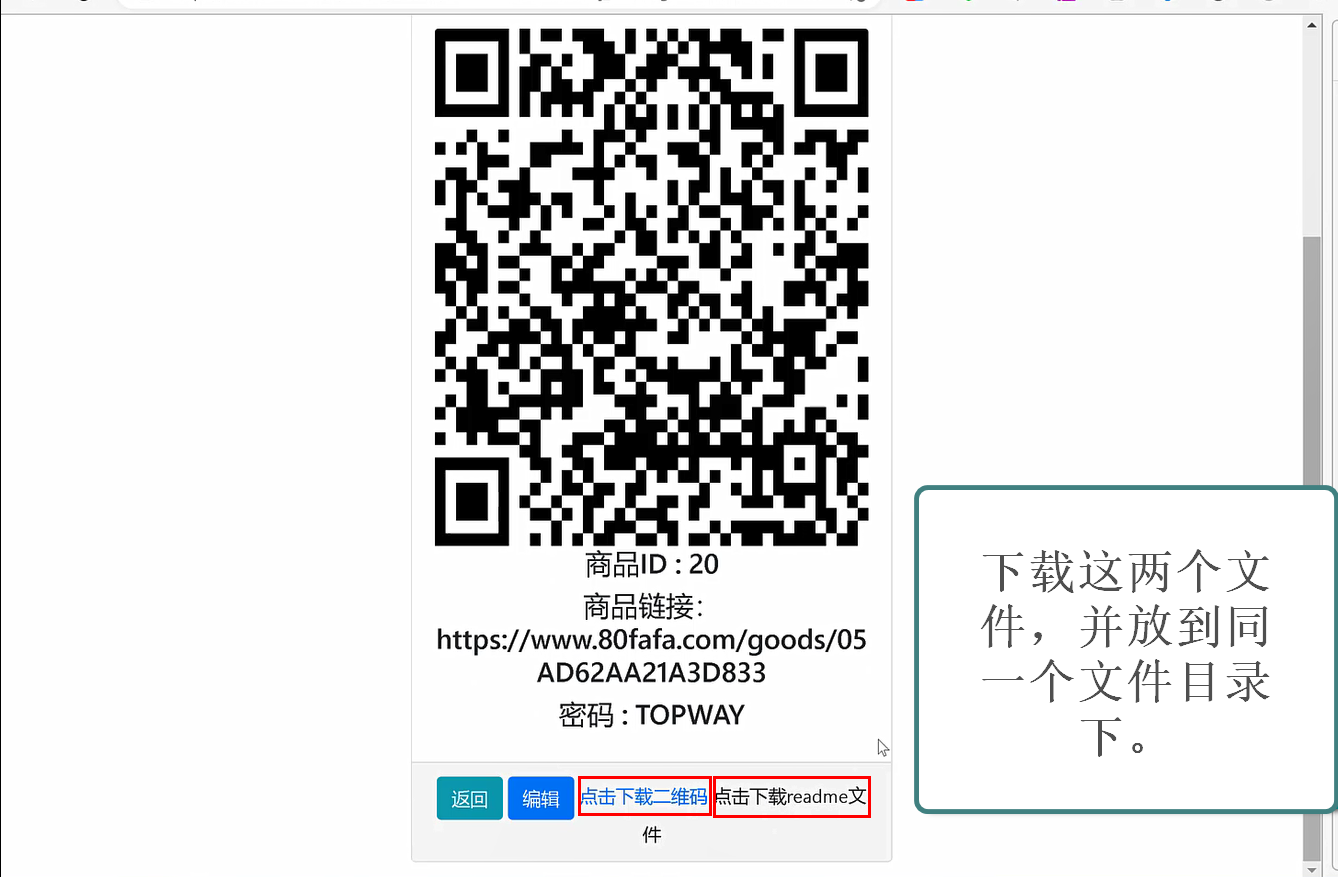 商品ID : 20
商品链接：
https://www.80fafa.com/goods/05
AD62AA21A3D833
密码 : TOPWAY
返回
编辑
点击下载二维码
点击下载readme文
件
下载这两个文
件，并放到同
一个文件目录
下。